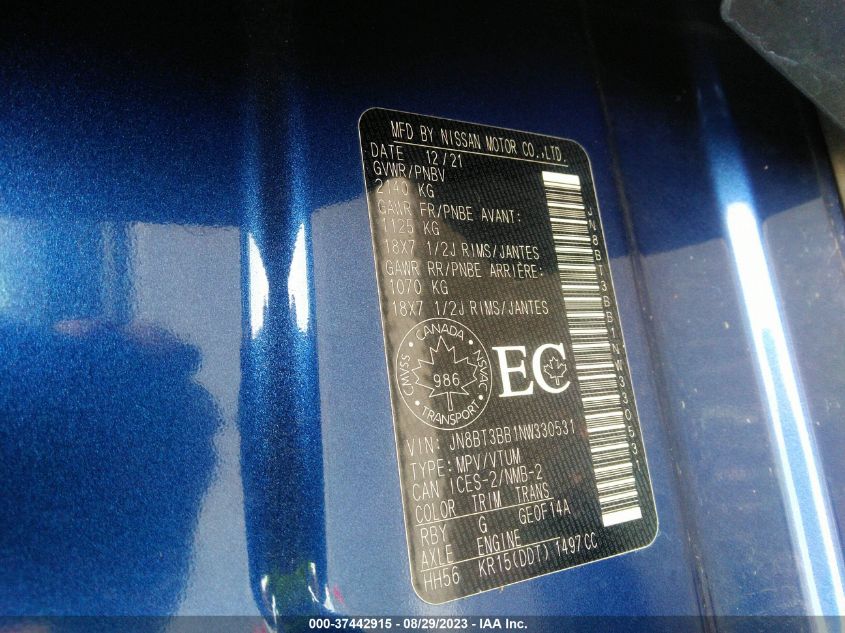 MFD BY NISSAN MOTOR CO.,LTD.
DATE 12/21
GVWR/PNBV
2140 KG
GAWR FR/PNBE AVANT:
1125 KG
18X7 1/2J RIMS/JANTES
GAWR RR/PNBE ARRIÈRE:
1070 KG
18X7 1/2J RIMS/JANTES
CANADA
CMVSS 986 NSVAC
TRANSPORT
EC
VIN: JN8BT3BB1NW330531
TYPE:MPV/VTUM
CAN ICES-2/NMB-2
COLOR TRIM TRANS
RBY G GE0F14A
AXLE ENGINE
HH56 KR15(DDT) 1497CC
JN8BT3BB1NW330531
000-37442915 - 08/29/2023 - IAA Inc.